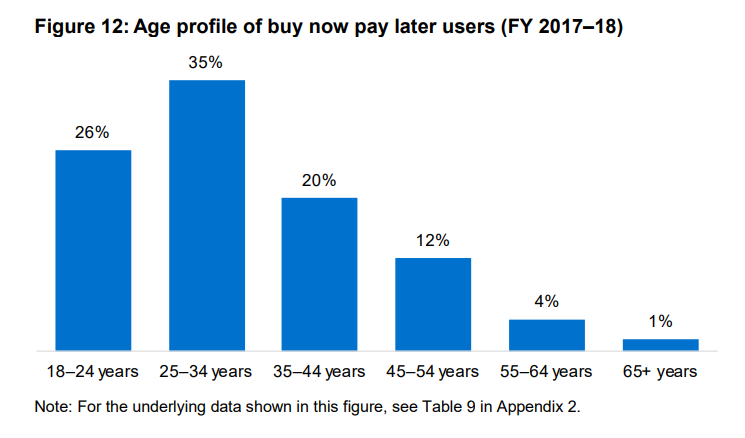 Figure 12: Age profile of buy now pay later users (FY 2017–18)
35%
26%
20%
12%
4%
1%
18–24 years 25–34 years 35–44 years 45–54 years 55–64 years 65+ years
Note: For the underlying data shown in this figure, see Table 9 in Appendix 2.